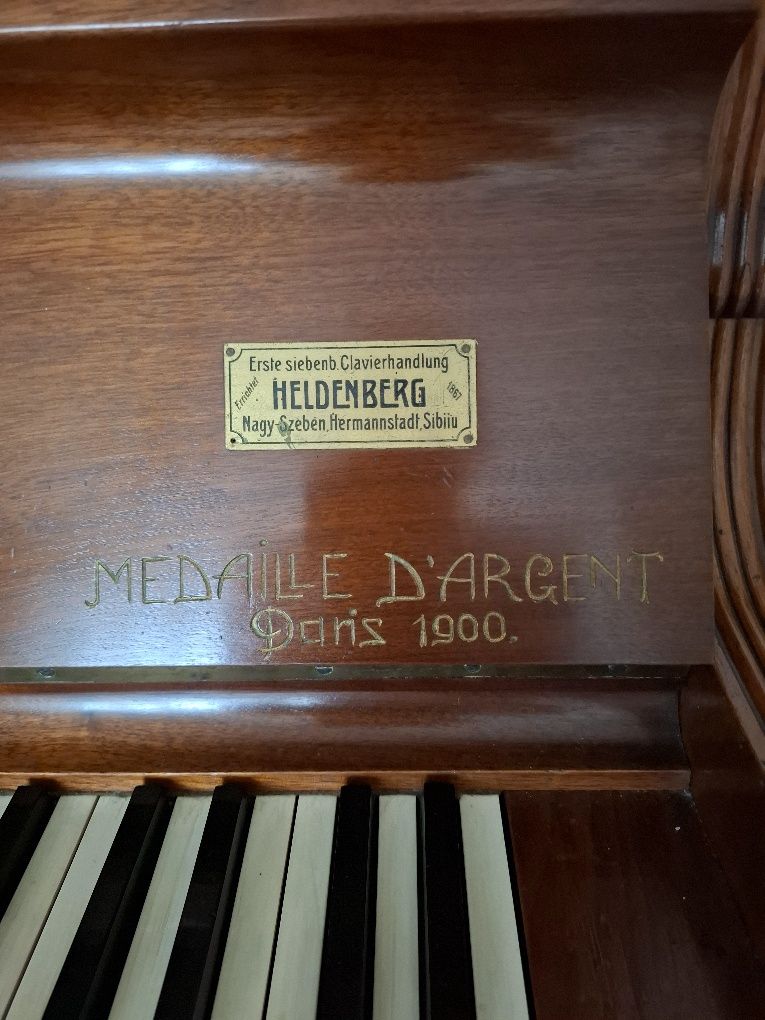 Erste siebenb. Clavierhandlung
Errichtet HELDENBERG 1867
Nagy-Szeben, Hermannstadt, Sibiiu
MEDAILLE D'ARGENT
Paris 1900.